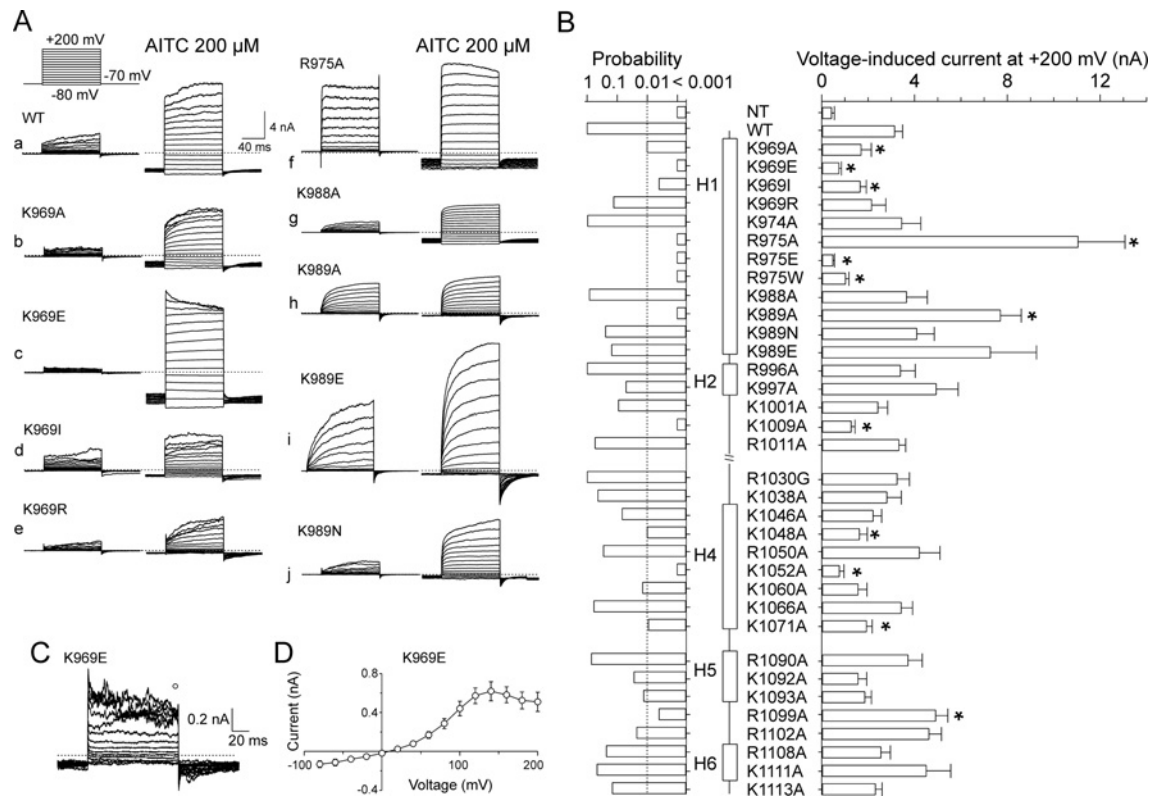 A
+200 mV
-70 mV
-80 mV
AITC 200 µM
4 nA
40 ms
WT
a
K969A
b
K969E
c
K969I
d
K969R
e
AITC 200 µM
R975A
f
K988A
g
K989A
h
K989E
i
K989N
j
B
Probability
1 0.1 0.01 < 0.001
Voltage-induced current at +200 mV (nA)
0 4 8 12
NT
WT
K969A *
K969E *
H1 K969I *
K969R
K974A
R975A *
R975E *
R975W *
K988A
K989A *
K989N
K989E
R996A
H2 K997A
K1001A
K1009A *
R1011A
//
R1030G
K1038A
K1046A
K1048A *
H4 R1050A
K1052A *
K1060A
K1066A
K1071A *
R1090A
H5 K1092A
K1093A
R1099A *
R1102A
R1108A
H6 K1111A
K1113A
C
K969E
0.2 nA
20 ms
D
K969E
Current (nA)
0.8
0.4
-0.4
-100 0 100 200
Voltage (mV)